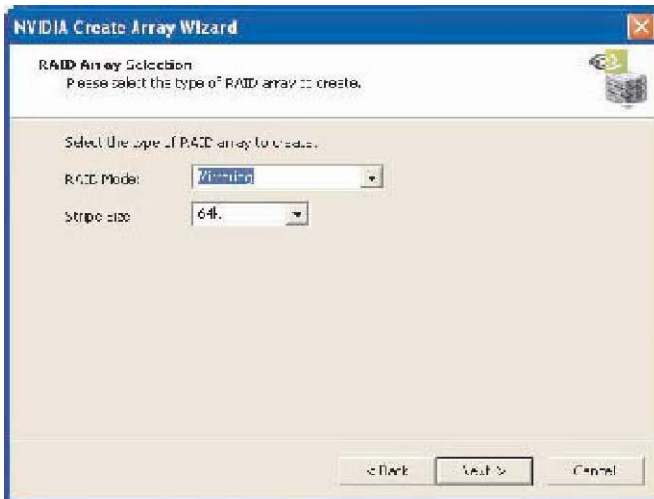 NVIDIA Create Array Wizard
RAID Array Selection
Please select the type of RAID array to create.
Select the type of RAID array to create.
RAID Mode: Mirroring
Stripe Size 64K
< Back Next > Cancel